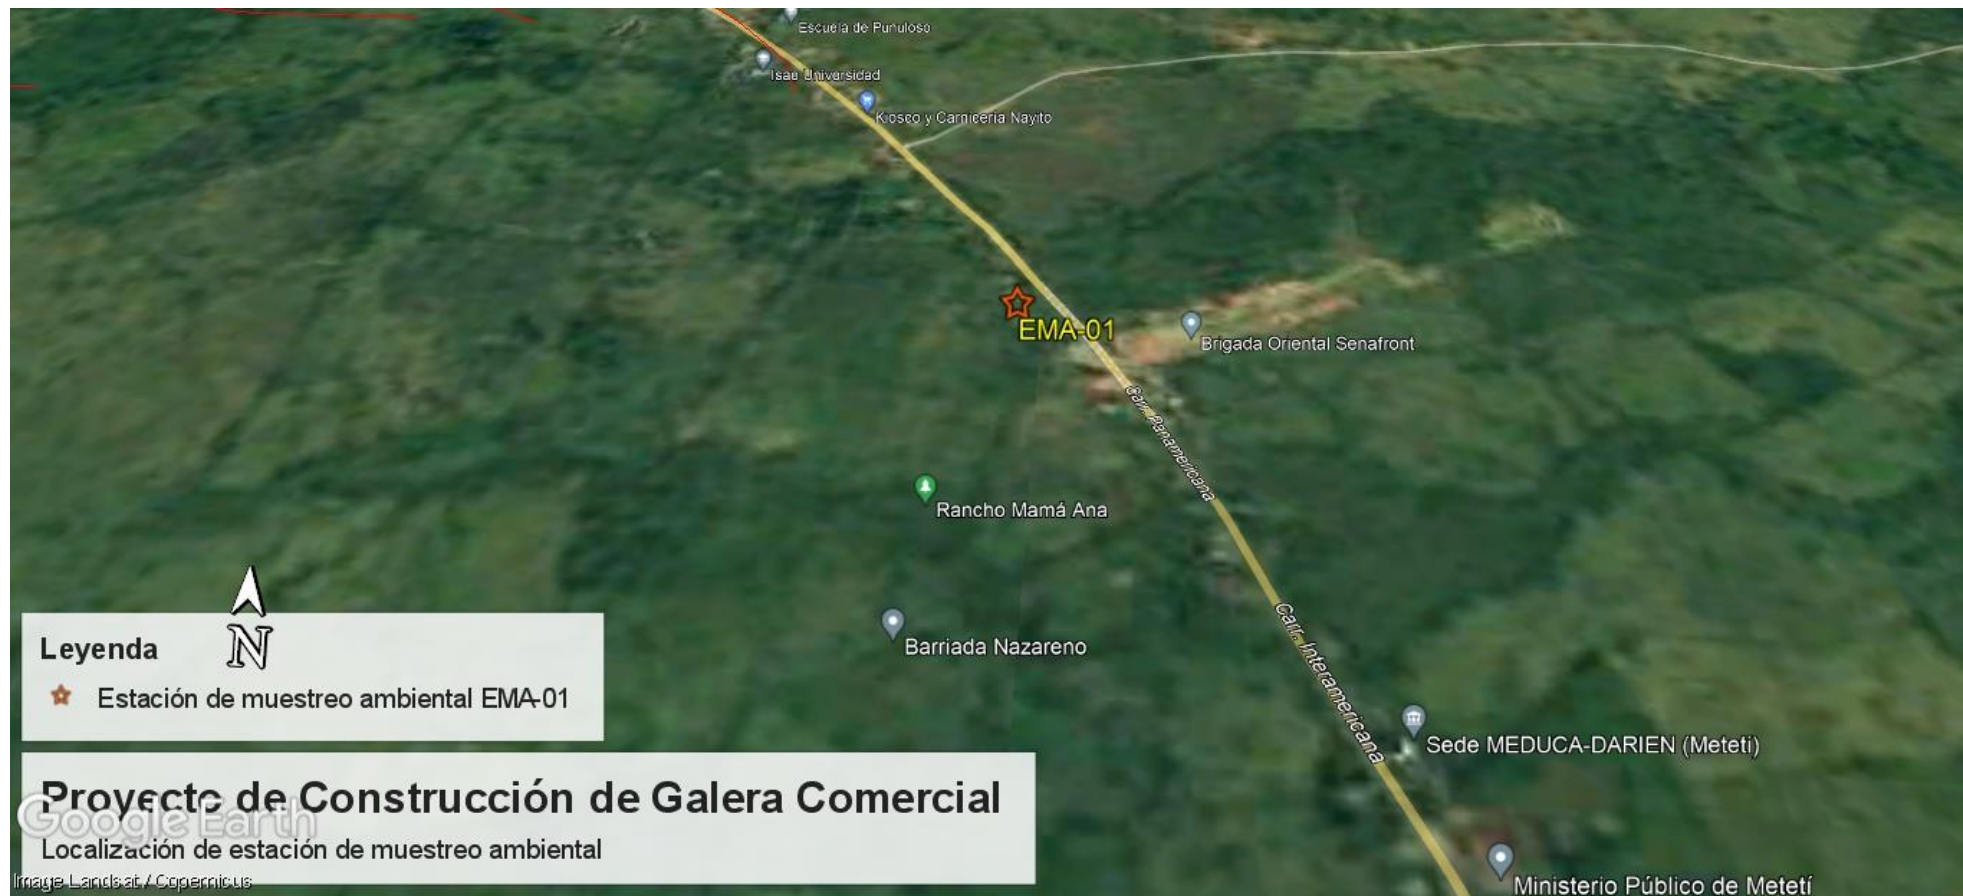 Escuela de Punuloso
Isae Universidad
Kiosco y Carnicería Nayito
EMA-01
Brigada Oriental Senafront
Carr. Panamericana
Rancho Mamá Ana
Barriada Nazareno
Carr. Interamericana
Sede MEDUCA-DARIEN (Meteti)
Ministerio Público de Metetí
Leyenda
N
Estación de muestreo ambiental EMA-01
Proyecto de Construcción de Galera Comercial
Google Earth
Localización de estación de muestreo ambiental
Image Landsat / Copernicus